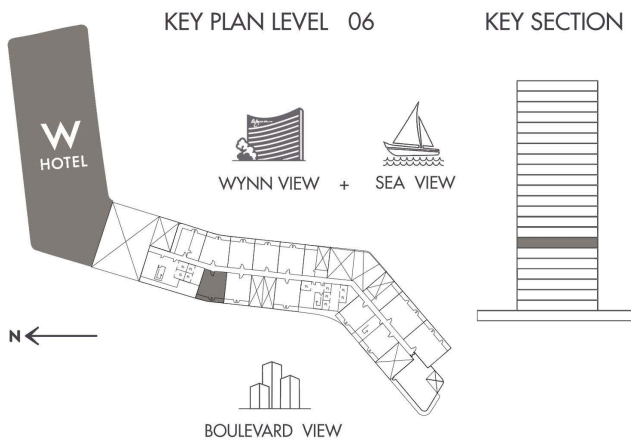 KEY PLAN LEVEL 06
KEY SECTION
W
HOTEL
WYNN VIEW + SEA VIEW
N
BOULEVARD VIEW